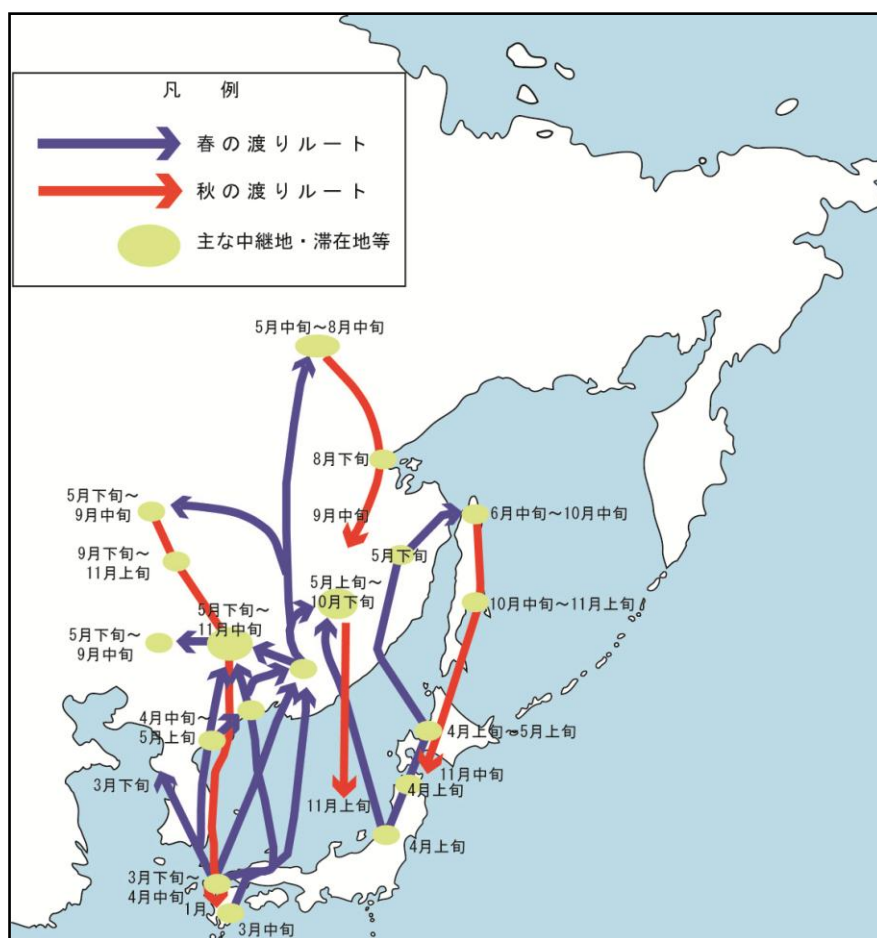 凡 例
春の渡りルート
秋の渡りルート
主な中継地・滞在地等
5月中旬～8月中旬
8月下旬
5月下旬～
9月中旬
9月中旬
6月中旬～10月中旬
9月下旬～
11月上旬
5月下旬
5月上旬～
10月下旬
10月中旬～11月上旬
5月下旬～
11月中旬
5月下旬～
9月中旬
4月中旬～
5月上旬
4月上旬～5月上旬
3月下旬
11月中旬
4月上旬
11月上旬
4月上旬
3月下旬～
4月中旬
1月
3月中旬